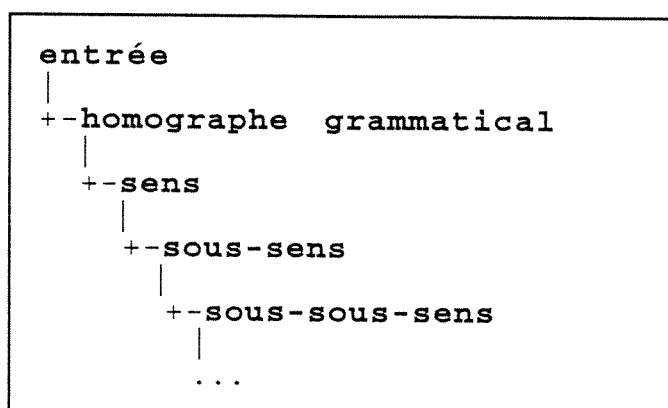 entrée
|
+-homographe grammatical
|
+-sens
|
+-sous-sens
|
+-sous-sous-sens
|
...